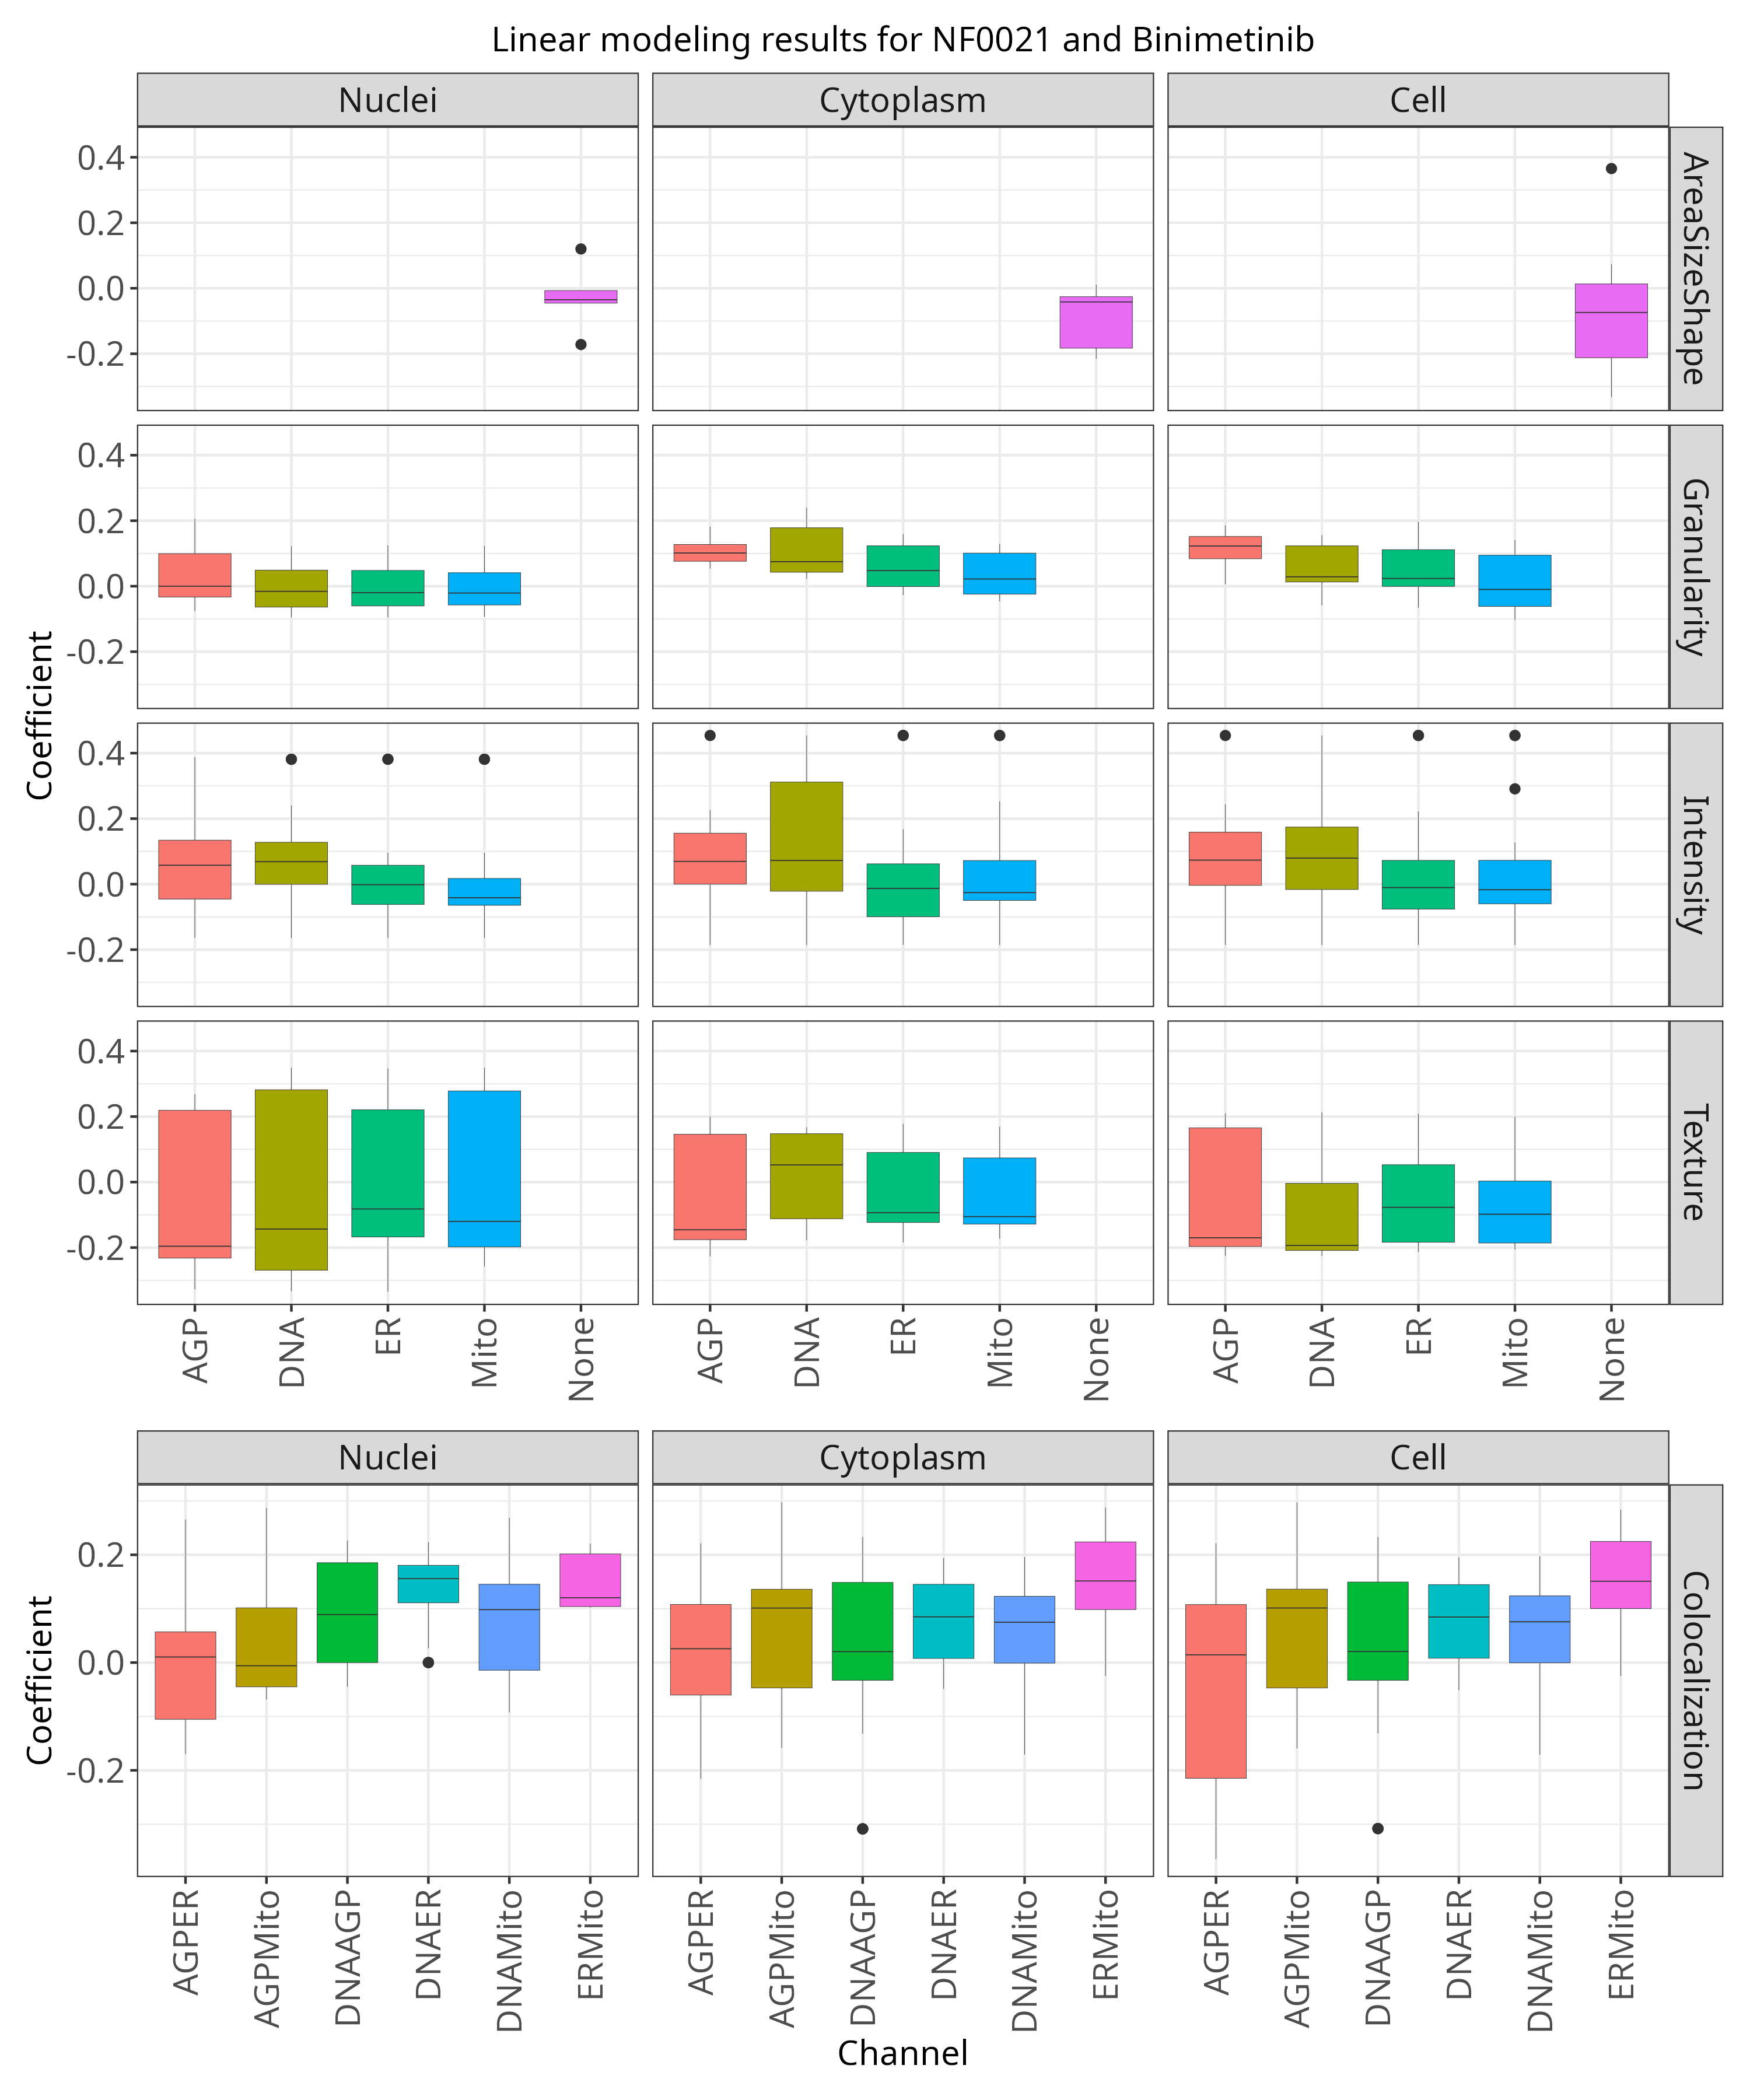 Linear modeling results for NF0021 and Binimetinib
Nuclei Cytoplasm Cell
0.4
0.2
0.0
-0.2
AreaSizeShape
0.4
0.2
0.0
-0.2
Granularity
Coefficient
0.4
0.2
0.0
-0.2
Intensity
0.4
0.2
0.0
-0.2
Texture
AGP DNA ER Mito None AGP DNA ER Mito None AGP DNA ER Mito None
Nuclei Cytoplasm Cell
Coefficient
0.2
0.0
-0.2
Colocalization
AGPER AGPMito DNAAGP DNAER DNAMito ERMito AGPER AGPMito DNAAGP DNAER DNAMito ERMito AGPER AGPMito DNAAGP DNAER DNAMito ERMito
Channel